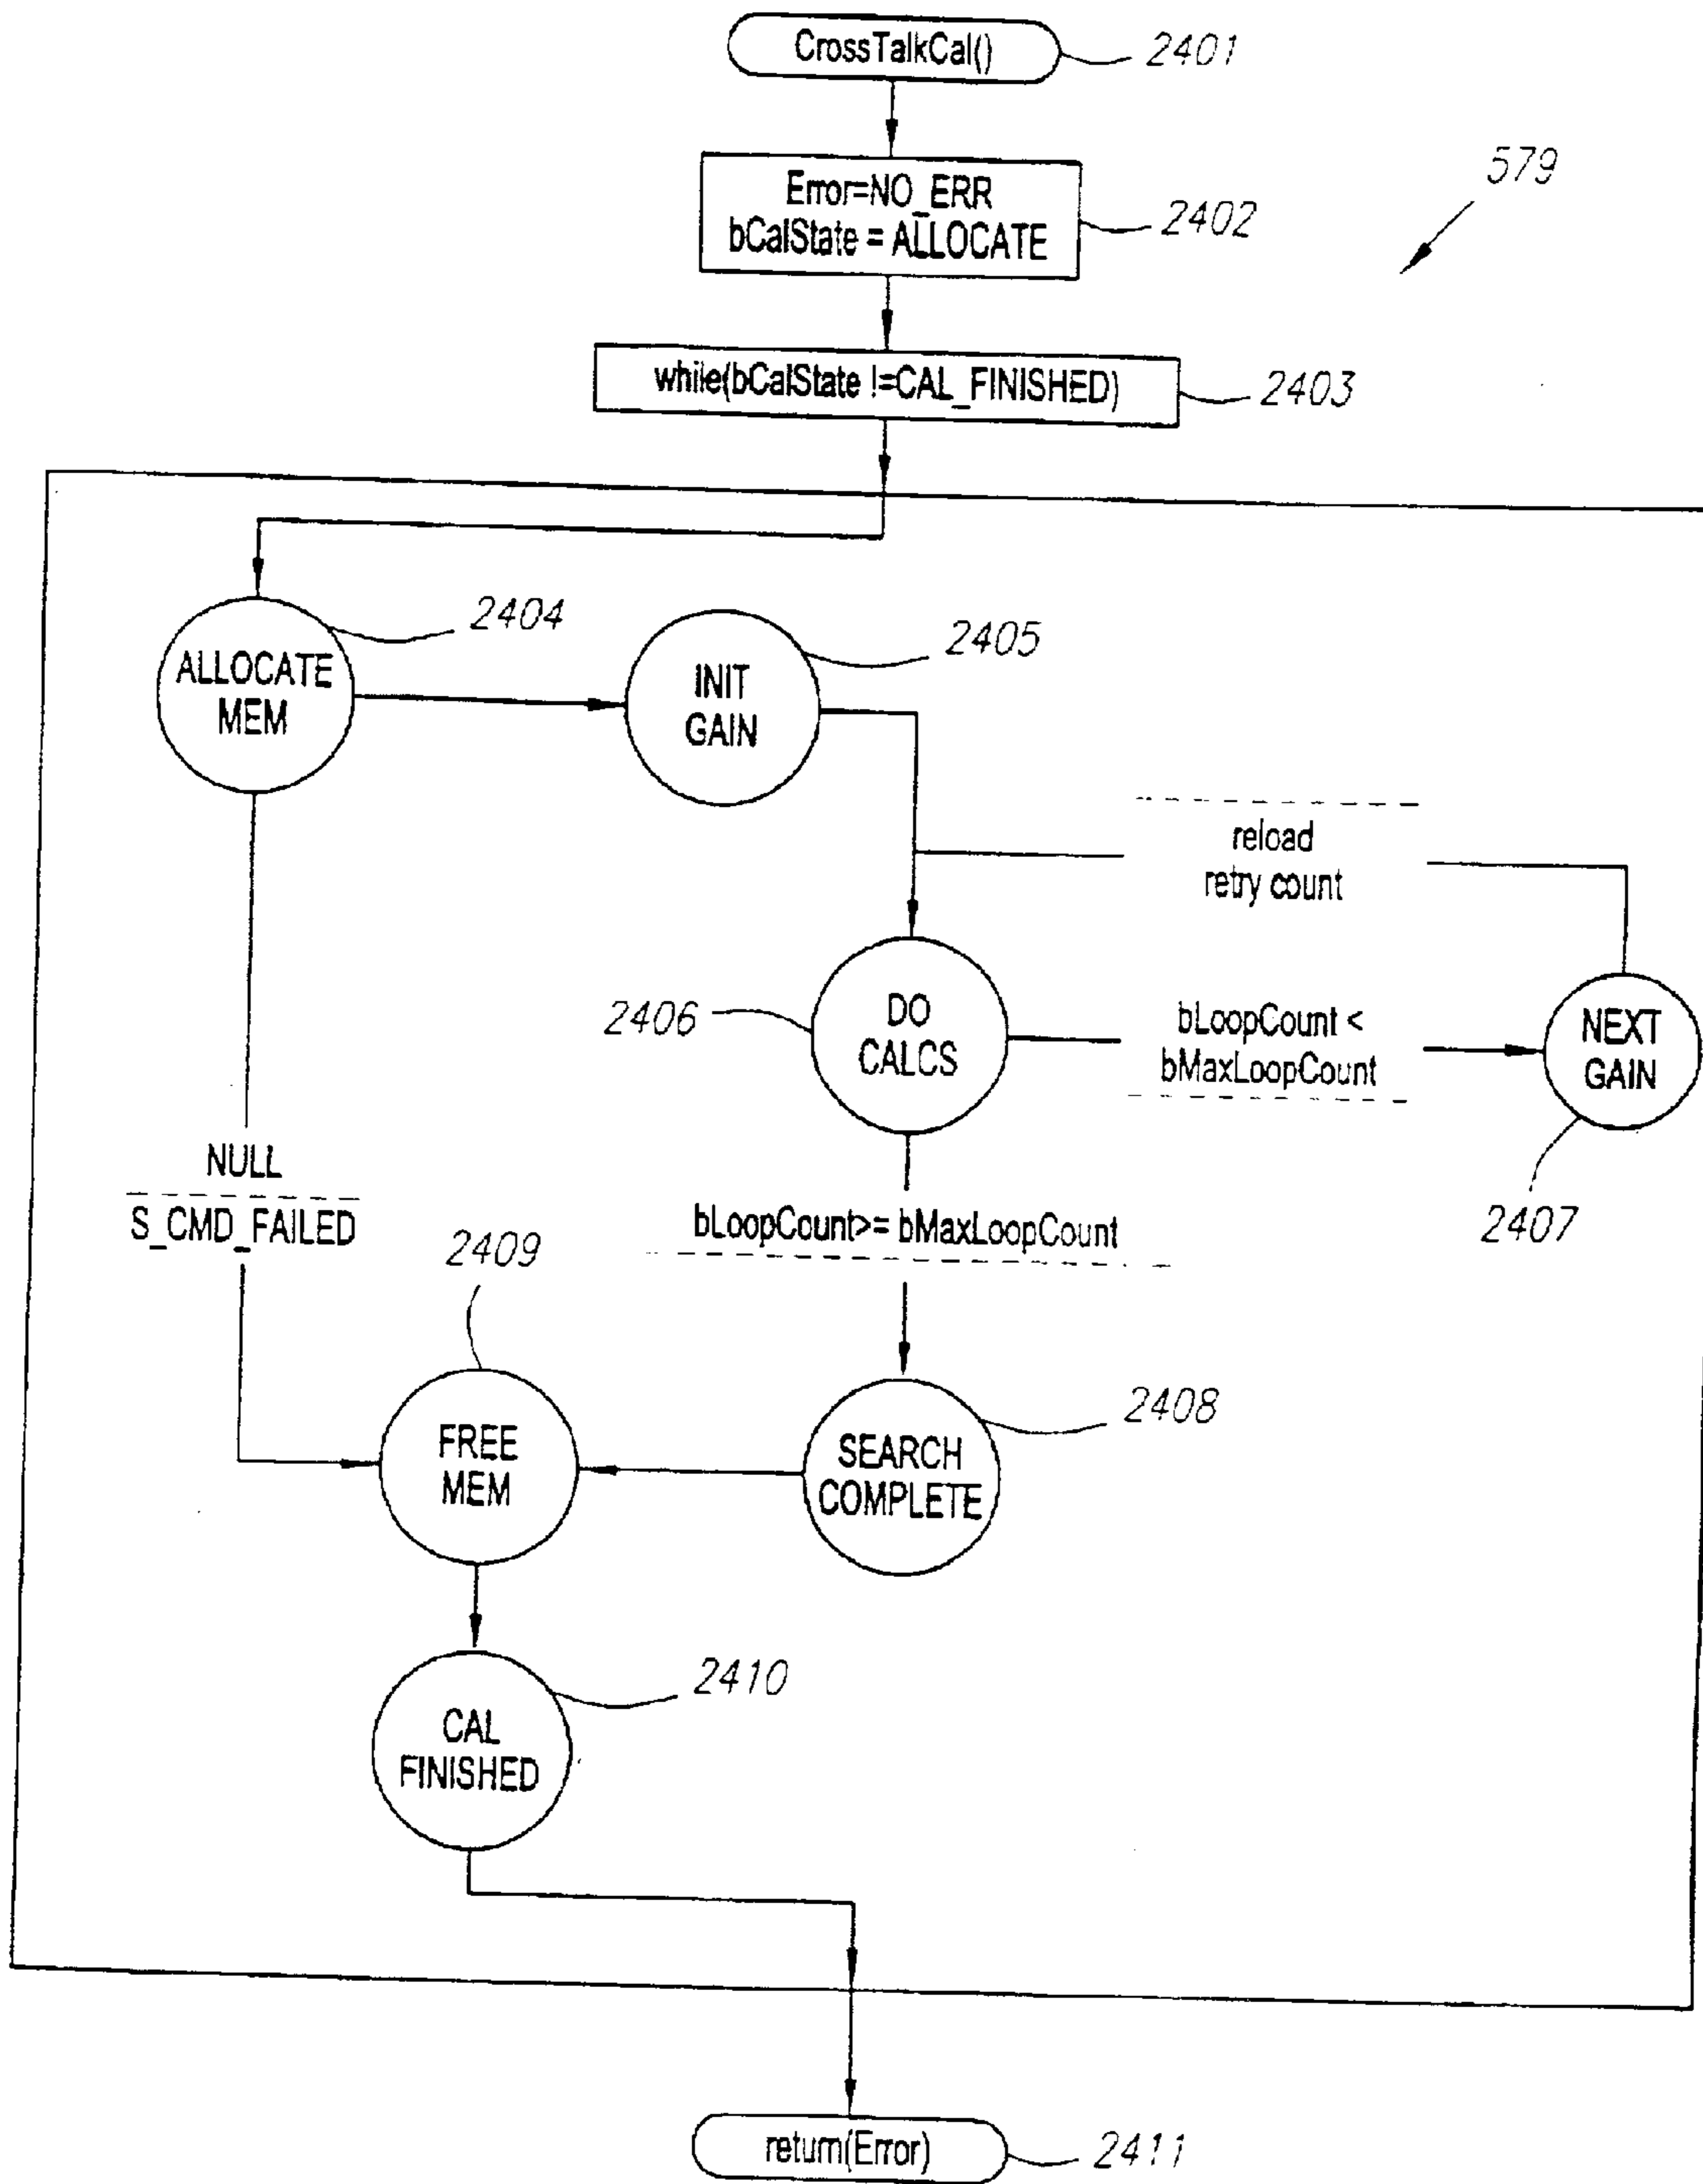 CrossTalkCal()
2401
579
Error=NO_ERR
bCalState = ALLOCATE
2402
while(bCalState !=CAL_FINISHED)
2403
2404
ALLOCATE
MEM
2405
INIT
GAIN
reload
retry count
2406
DO
CALCS
bLoopCount <
bMaxLoopCount
NEXT
GAIN
2407
NULL
S_CMD_FAILED
bLoopCount>= bMaxLoopCount
2409
FREE
MEM
2408
SEARCH
COMPLETE
2410
CAL
FINISHED
return(Error)
2411